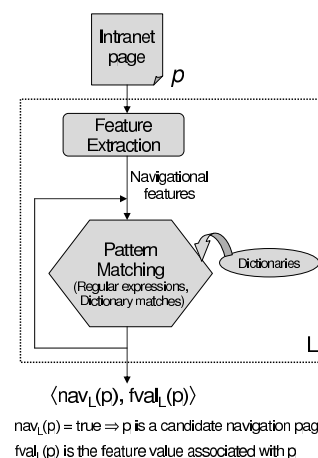 Intranet
page
p
Feature
Extraction
Navigational
features
Pattern
Matching
(Regular expressions,
Dictionary matches)
Dictionaries
L
⟨nav_L(p), fval_L(p)⟩
nav_L(p) = true ⇒ p is a candidate navigation pag
fval_L(p) is the feature value associated with p